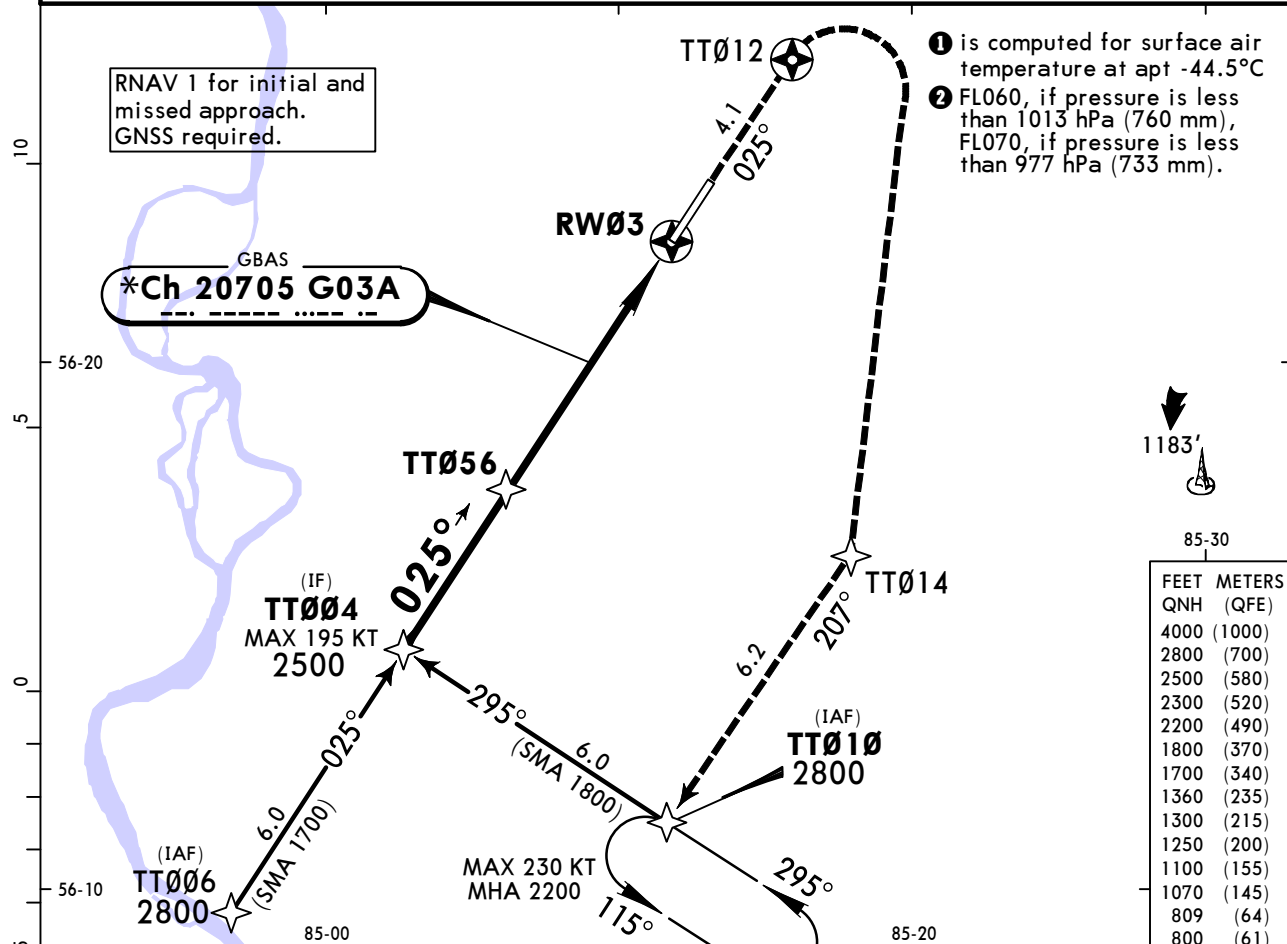 RNAV 1 for initial and
missed approach.
GNSS required.
TTØ12
❶ is computed for surface air
temperature at apt -44.5°C
❷ FL060, if pressure is less
than 1013 hPa (760 mm),
FL070, if pressure is less
than 977 hPa (733 mm).
4.1
025°
10
RWØ3
GBAS
*Ch 20705 G03A
56-20
5
1183'
TTØ56
025°
85-30
(IF)
TTØØ4
MAX 195 KT
2500
TTØ14
207°
6.2
0
295°
6.0
(SMA 1800)
(IAF)
TTØ1Ø
2800
025°
6.0
(SMA 1700)
(IAF)
TTØØ6
2800
MAX 230 KT
MHA 2200
115°
295°
56-10
85-00
85-20
FEET METERS
QNH (QFE)
4000 (1000)
2800 (700)
2500 (580)
2300 (520)
2200 (490)
1800 (370)
1700 (340)
1360 (235)
1300 (215)
1250 (200)
1100 (155)
1070 (145)
809 (64)
800 (61)